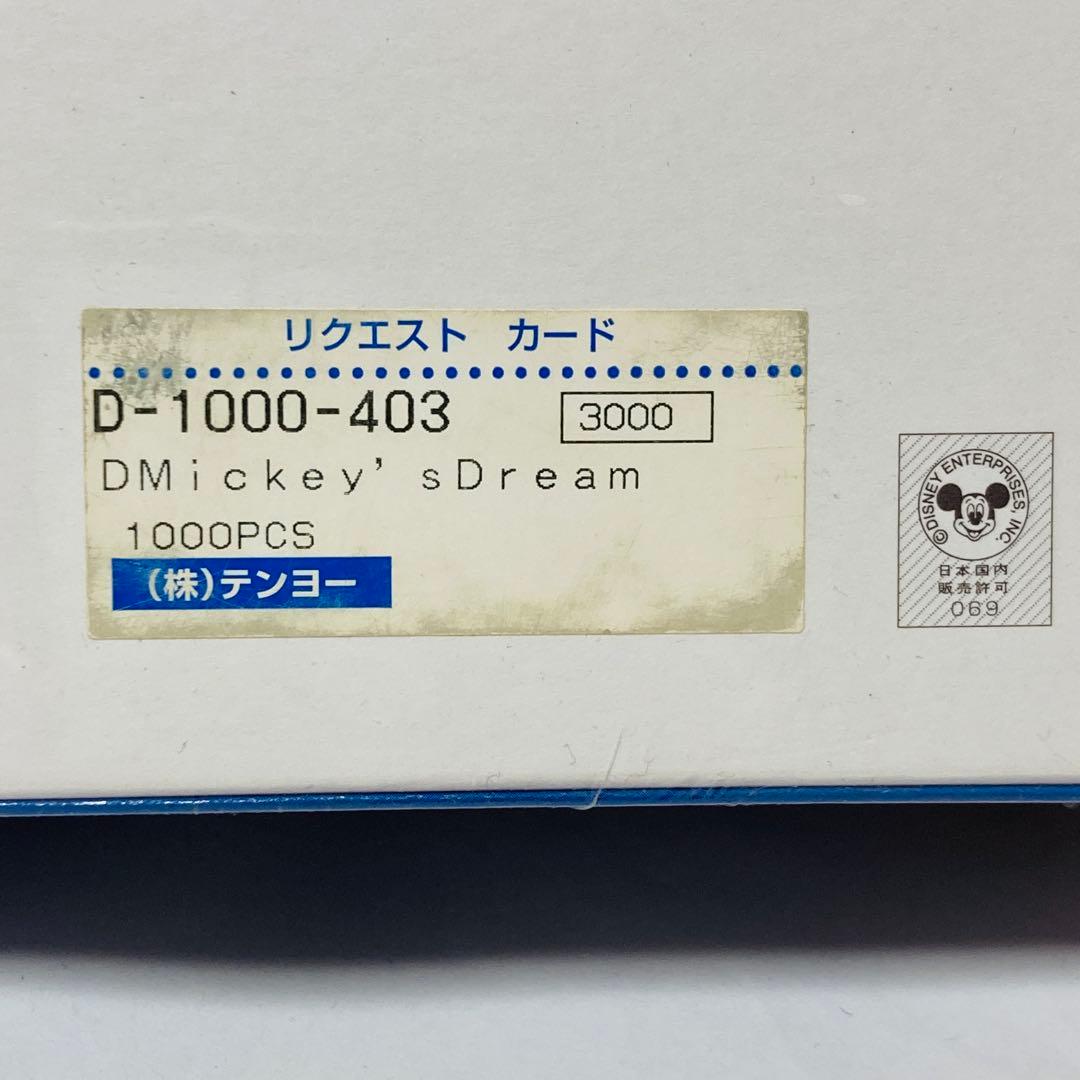 リクエスト カード
D-1000-403
3000
DMickey'sDream
1000PCS
(株)テンヨー
©DISNEY ENTERPRISES, INC.
日本国内
販売許可
069